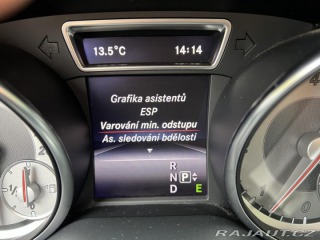 13.5°C 14:14
Grafika asistentů
ESP
Varování min. odstupu
As. sledování bdělosti
R
N P
D E
RAJAUT.CZ